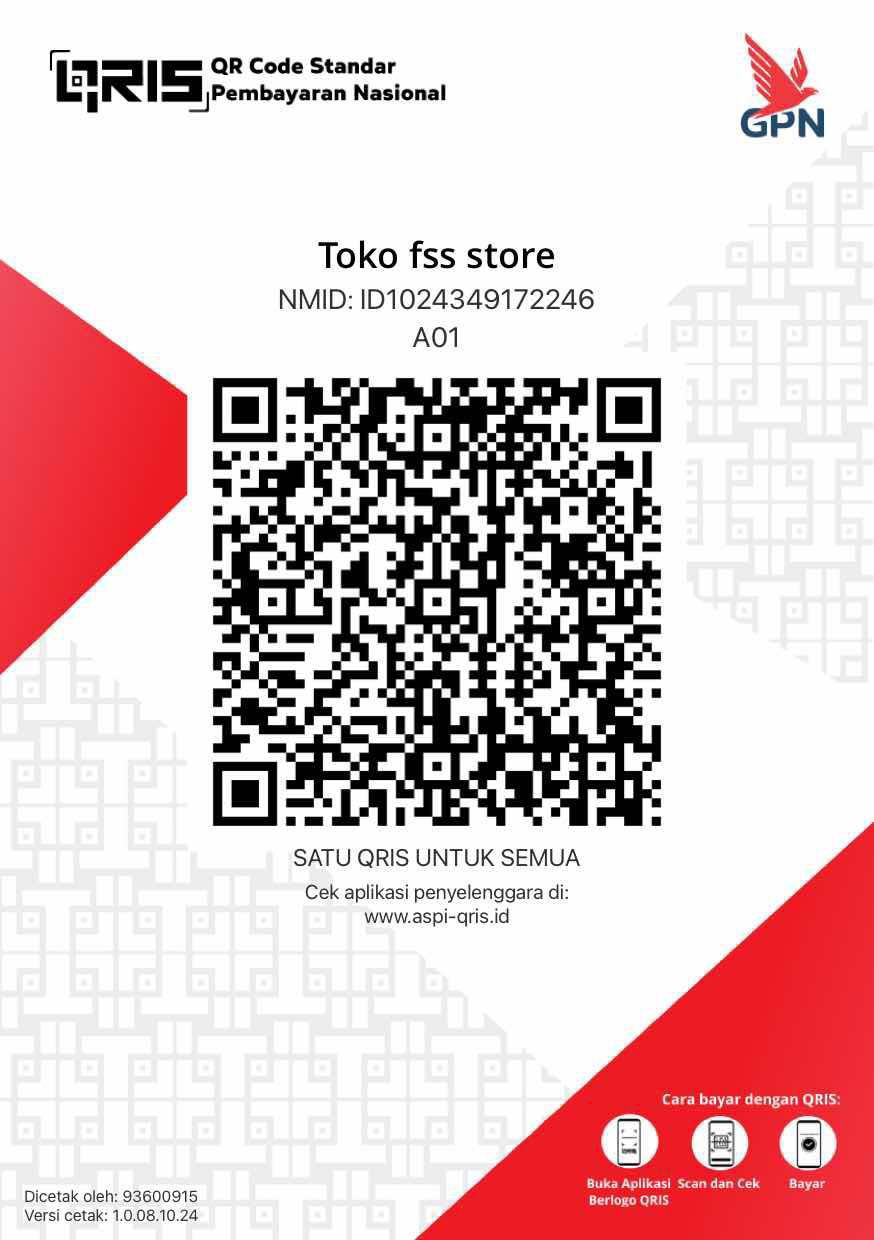 QRIS
QR Code Standar
Pembayaran Nasional
GPN
Toko fss store
NMID: ID1024349172246
A01
SATU QRIS UNTUK SEMUA
Cek aplikasi penyelenggara di:
www.aspi-qris.id
Cara bayar dengan QRIS:
Buka Aplikasi
Berlogo QRIS
Scan dan Cek
Bayar
Dicetak oleh: 93600915
Versi cetak: 1.0.08.10.24